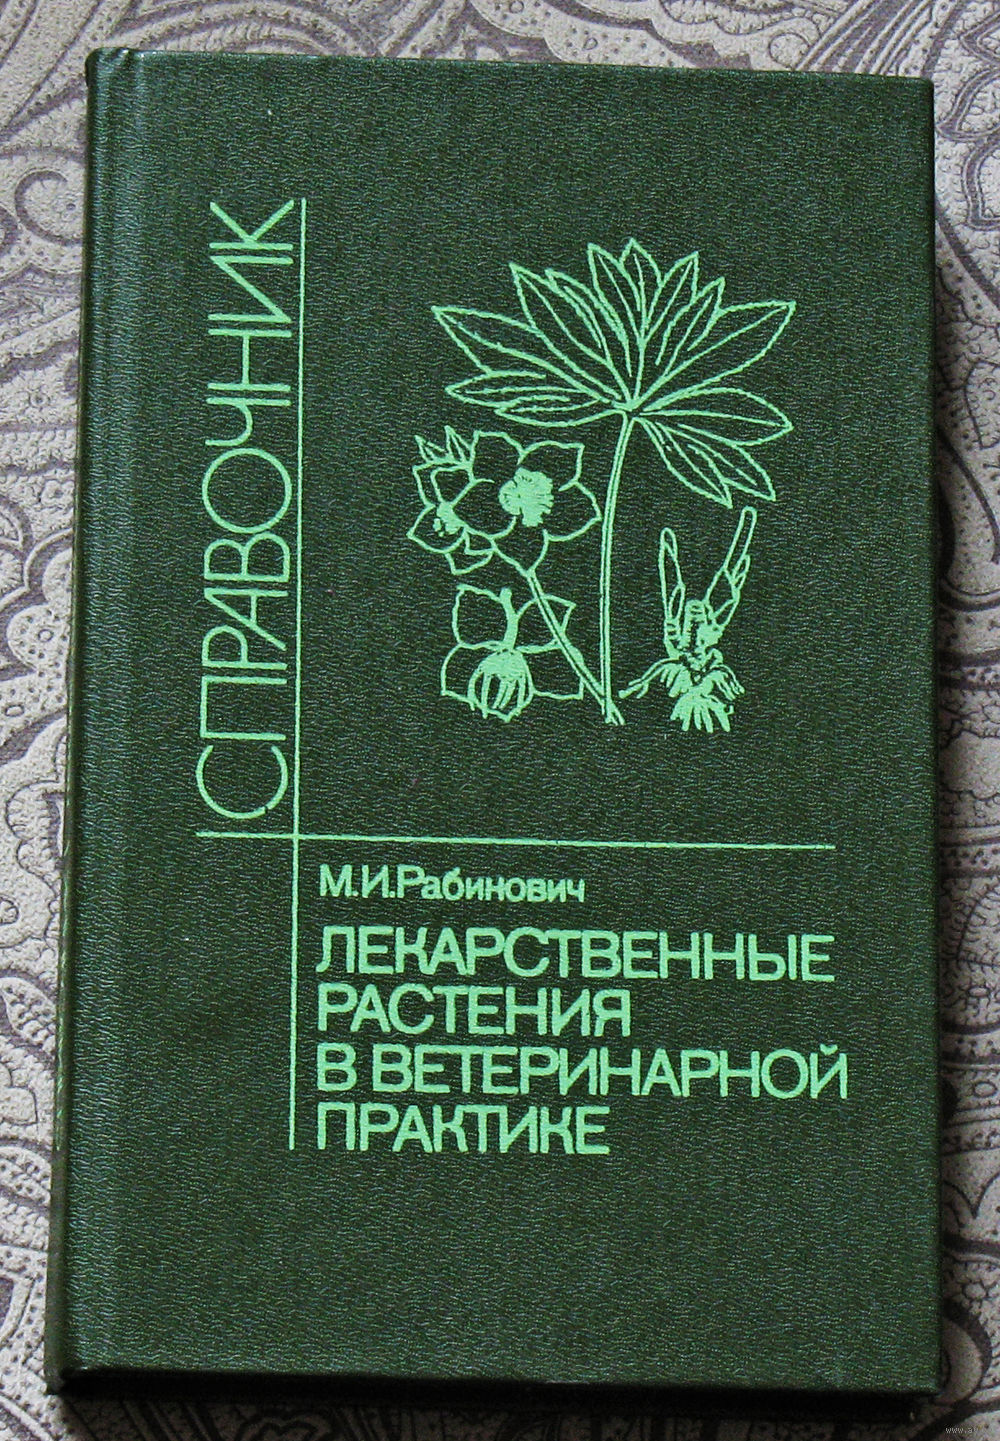 СПРАВОЧНИК
М.И.Рабинович
ЛЕКАРСТВЕННЫЕ
РАСТЕНИЯ
В ВЕТЕРИНАРНОЙ
ПРАКТИКЕ